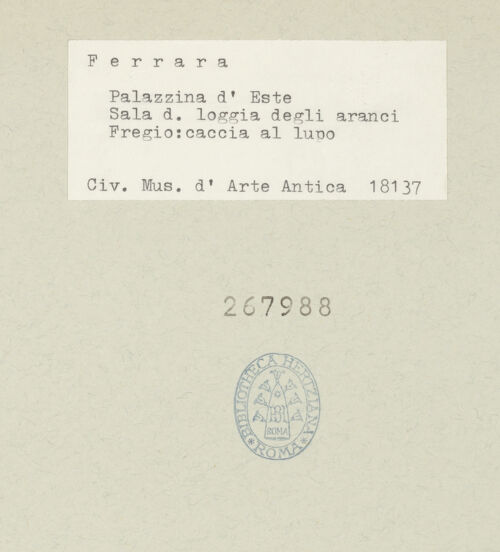 Ferrara
Palazzina d' Este
Sala d. loggia degli aranci
Fregio:caccia al lupo
Civ. Mus. d' Arte Antica 18137
267988
BIBLIOTHECA HERTZIANA
ROMA
ROMA